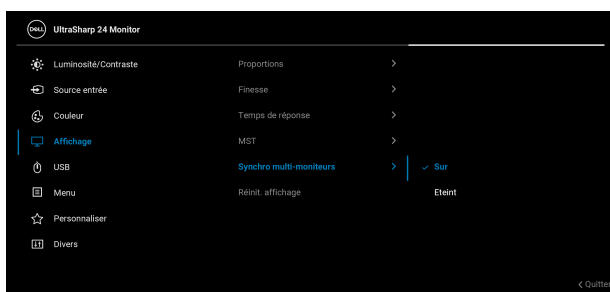 DELL UltraSharp 24 Monitor
Luminosité/Contraste Proportions
Source entrée Finesse
Couleur Temps de réponse
Affichage MST
USB Synchro multi-moniteurs Sur
Menu Réinit. affichage Eteint
Personnaliser
Divers
Quitter